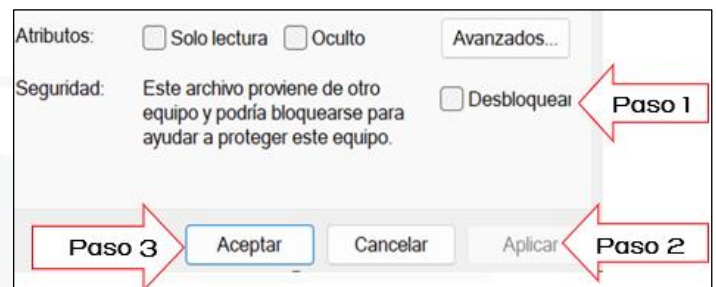 Atributos: Solo lectura Oculto Avanzados...
Seguridad: Este archivo proviene de otro
equipo y podría bloquearse para
ayudar a proteger este equipo.
Desbloquear
Paso 1
Paso 3 Aceptar Cancelar Aplicar Paso 2